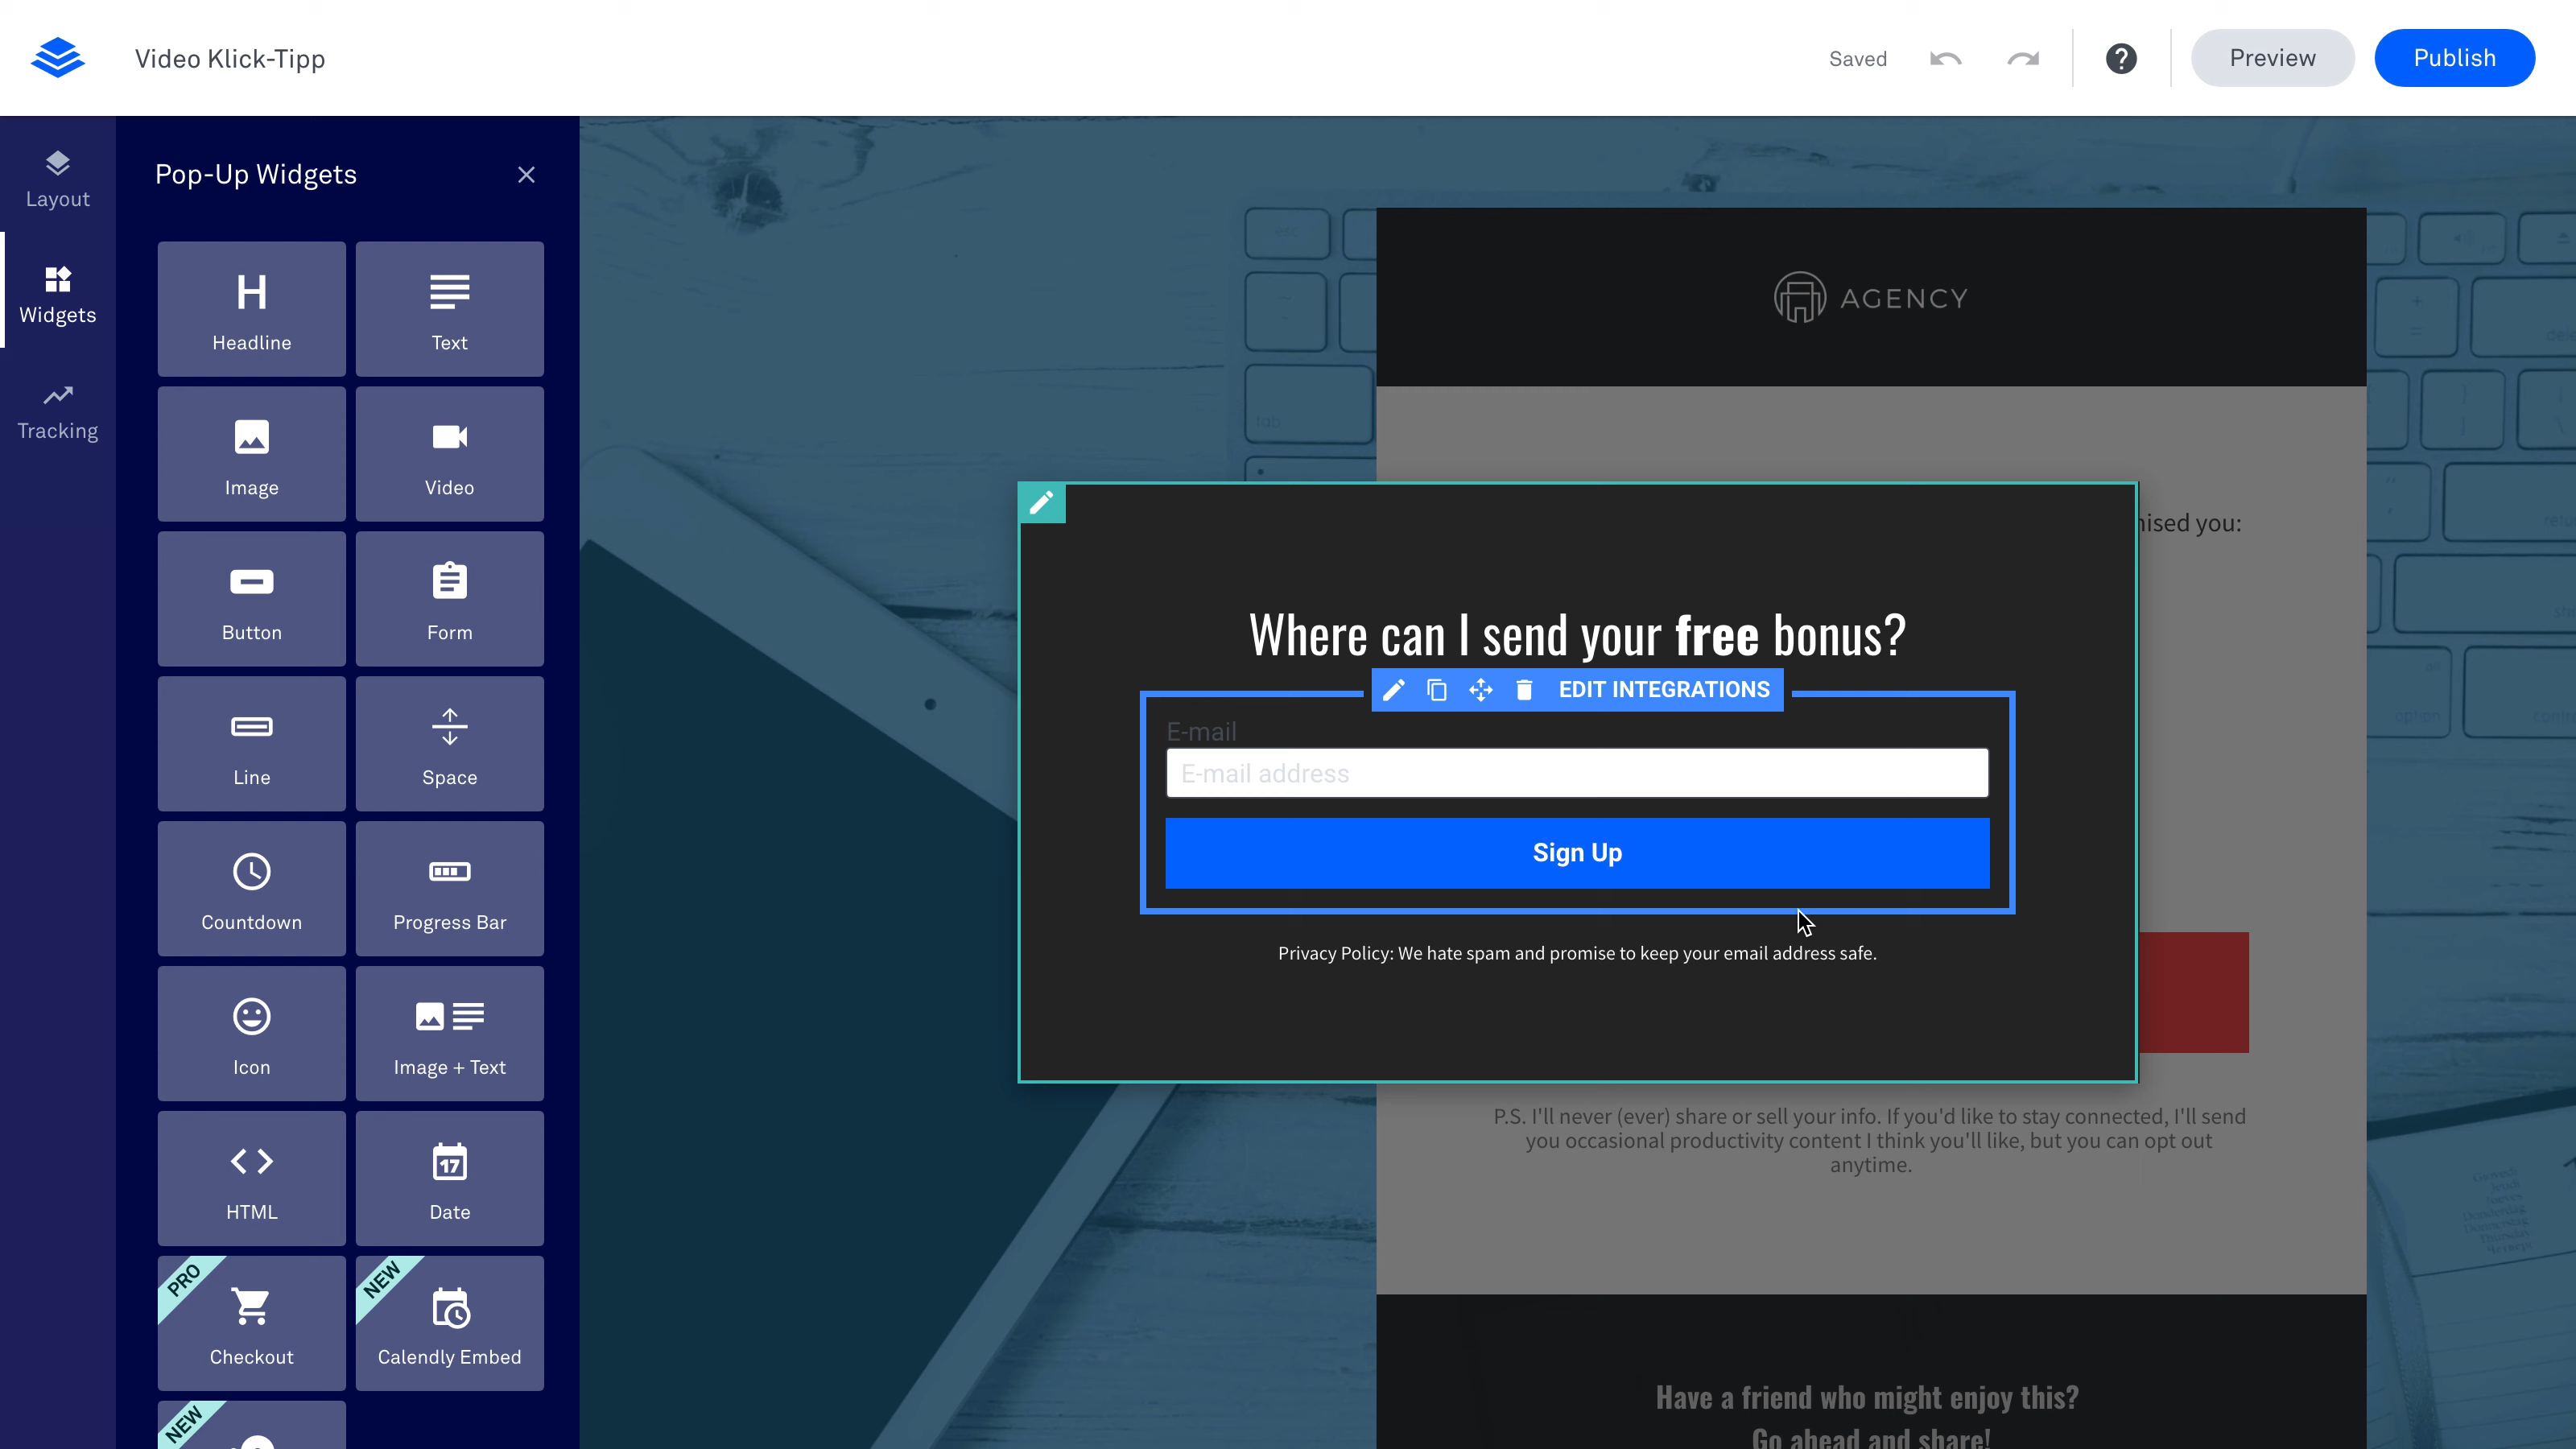 Video Klick-Tipp
Saved
Preview
Publish
Layout
Widgets
Tracking
Pop-Up Widgets
Headline
Text
Image
Video
Button
Form
Line
Space
Countdown
Progress Bar
Icon
Image + Text
HTML
17
Date
PRO
Checkout
NEW
Calendly Embed
NEW
AGENCY
ised you:
Where can I send your free bonus?
EDIT INTEGRATIONS
E-mail
E-mail address
Sign Up
Privacy Policy: We hate spam and promise to keep your email address safe.
P.S. I'll never (ever) share or sell your info. If you'd like to stay connected, I'll send
you occasional productivity content I think you'll like, but you can opt out
anytime.
Have a friend who might enjoy this?
Go ahead and share!
esc
tab
option